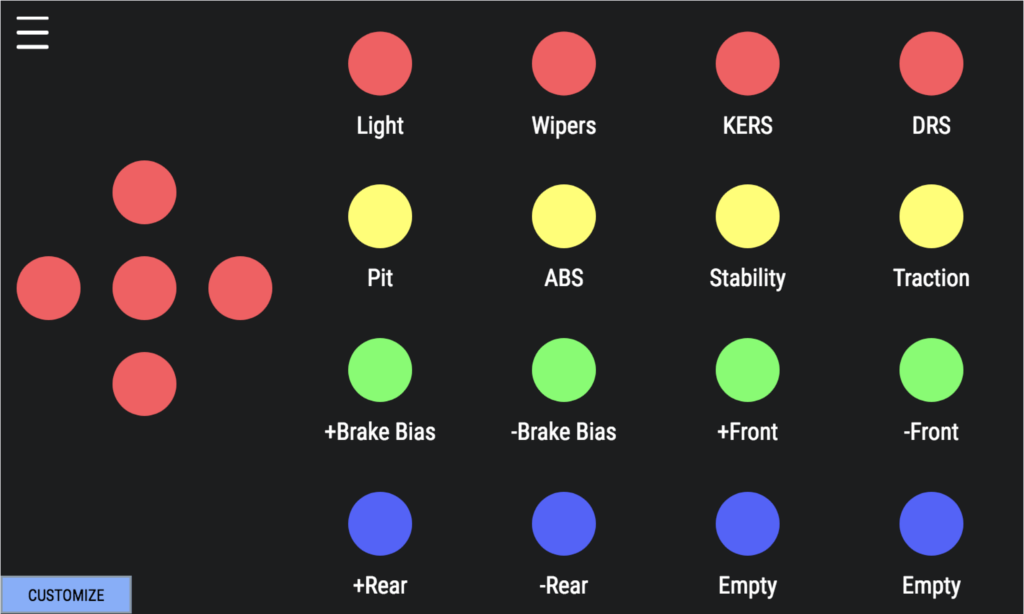 Light Wipers KERS DRS
Pit ABS Stability Traction
+Brake Bias -Brake Bias +Front -Front
+Rear -Rear Empty Empty
CUSTOMIZE